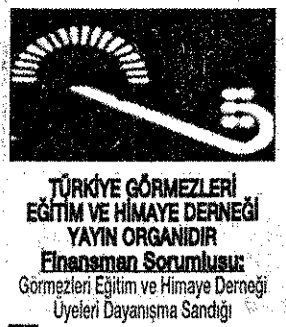 TÜRKİYE GÖRMEZLERİ
EĞİTİM VE HİMAYE DERNEĞİ
YAYIN ORGANIDIR
Finansman Sorumlusu:
Görmezleri Eğitim ve Himaye Derneği
Üyeleri Dayanışma Sandığı